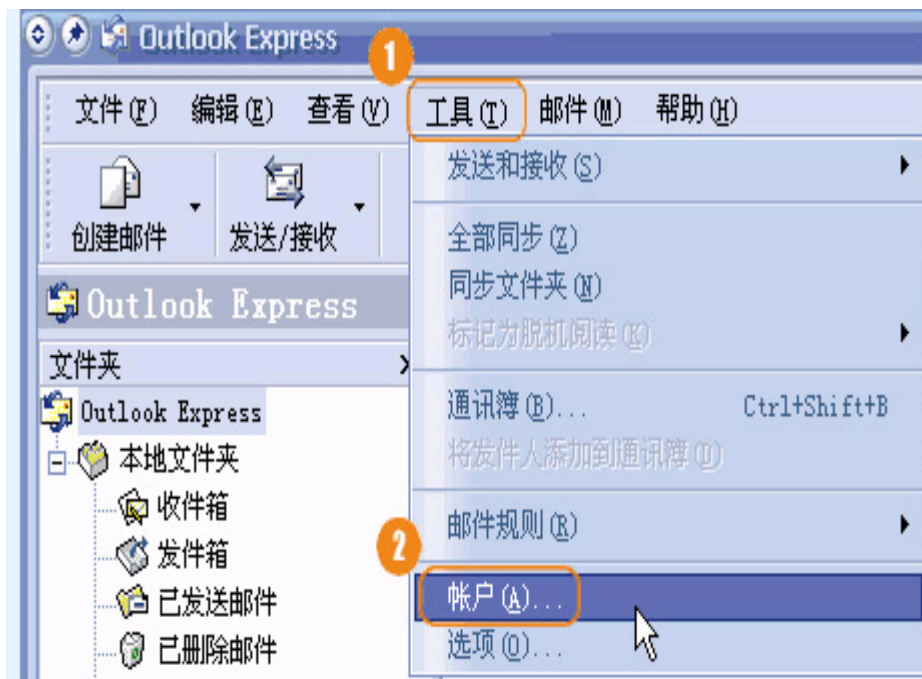 Outlook Express
1
文件(F) 编辑(E) 查看(V) 工具(T) 邮件(M) 帮助(H)
创建邮件 发送/接收
Outlook Express
文件夹
Outlook Express
本地文件夹
收件箱
发件箱
已发送邮件
已删除邮件
发送和接收(S)
全部同步(Z)
同步文件夹(N)
标记为脱机阅读(K)
通讯簿(B)... Ctrl+Shift+B
将发件人添加到通讯簿(D)
邮件规则(R)
2
帐户(A)...
选项(O)...